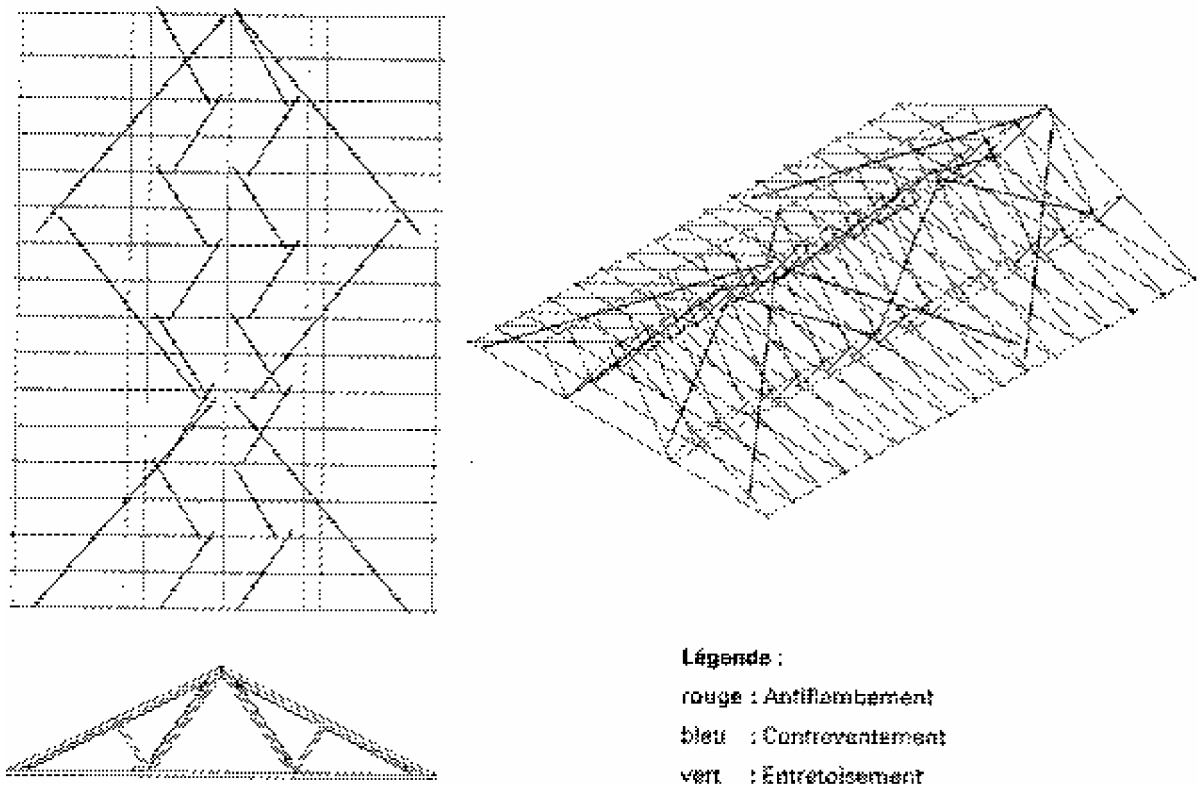 Légende :
rouge : Antiflambement
bleu : Contreventement
vert : Entretoisement